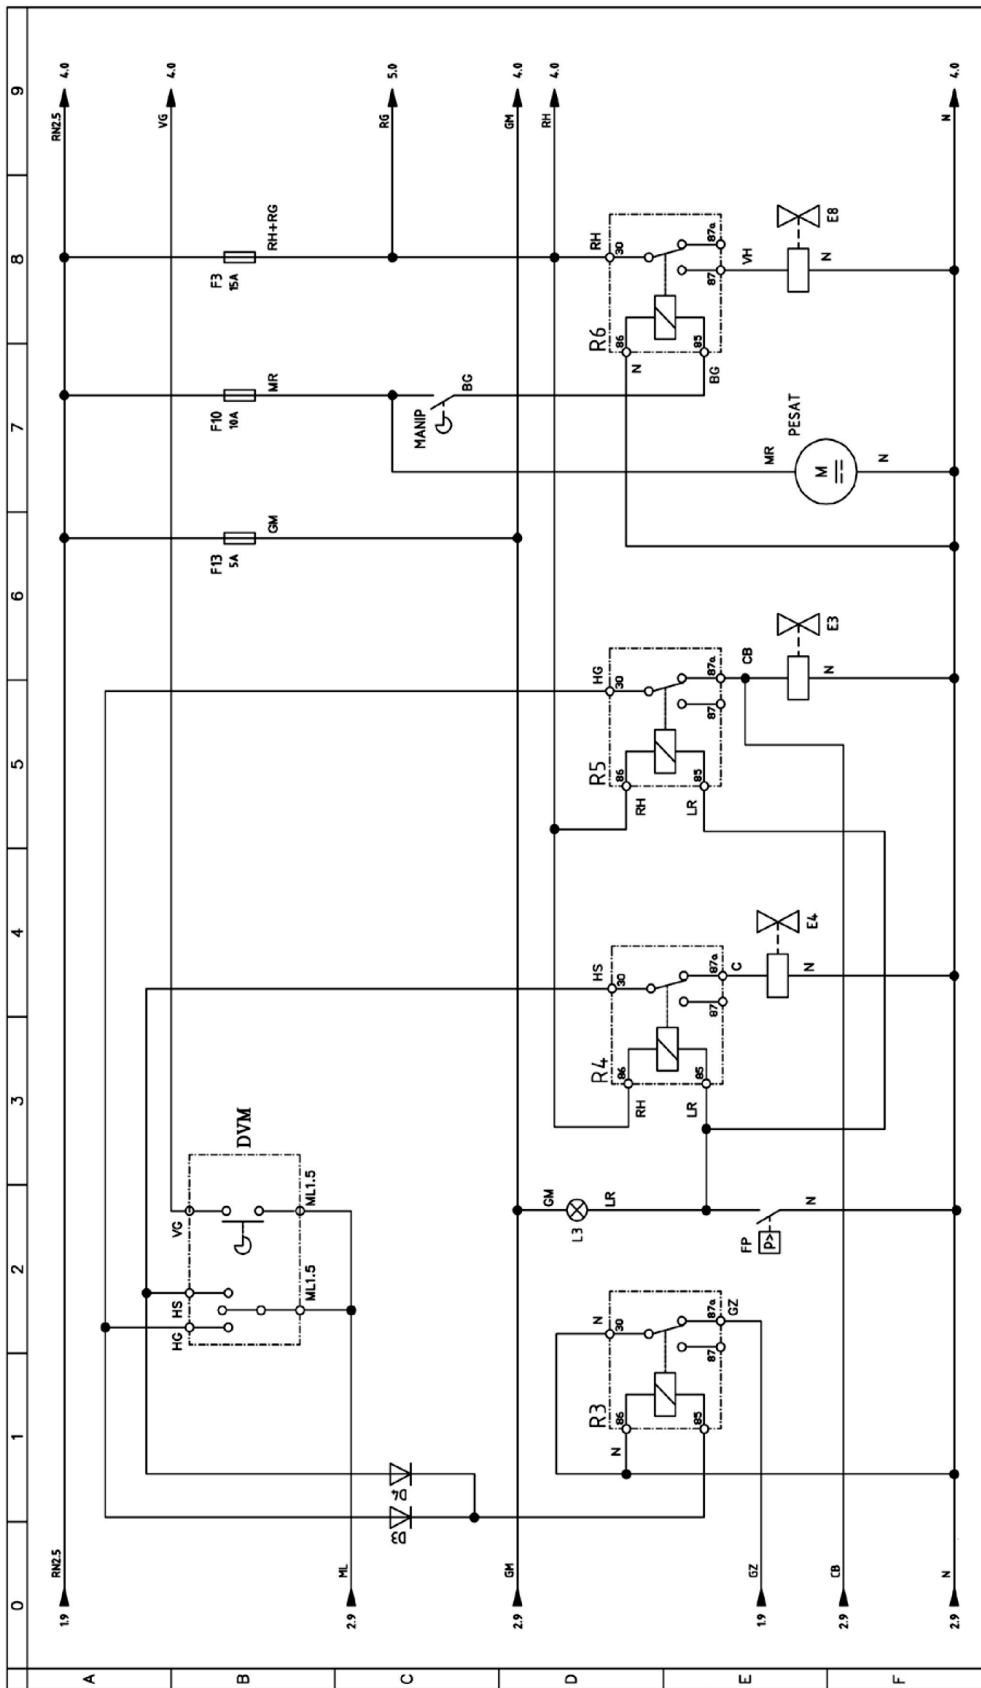 0 1 2 3 4 5 6 7 8 9
A
B
C
D
E
F
1.9 RN2.5 RN2.5 4.0
VG 4.0
2.9 ML
RG 5.0
2.9 GM GM 4.0
RH 4.0
1.9 GZ
2.9 CB
2.9 N N 4.0
D3
D4
HG HS VG
ML1.5 ML1.5
DVM
F13
5A
GM
F10
10A
MR
F3
15A
RH+RG
MANIP
BG
R3
N
N
86 30
85 87 87a
GZ
GM
L3
LR
FP
P>
N
R4
RH
LR
HS
86 30
85 87 87a
C
E4
N
R5
RH
LR
HG
86 30
85 87 87a
CB
E3
N
R6
N
BG
RH
86 30
85 87 87a
VH
E8
N
MR
PESAT
M
N